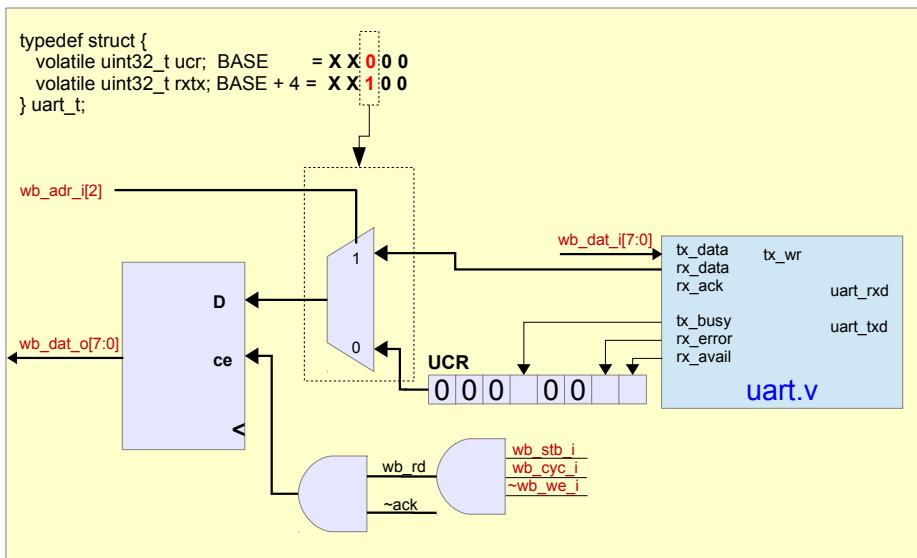 typedef struct {
volatile uint32_t ucr; BASE = X X 0 0 0
volatile uint32_t rxtx; BASE + 4 = X X 1 0 0
} uart_t;
wb_adr_i[2]
wb_dat_i[7:0]
1
tx_data tx_wr
rx_data
rx_ack
uart_rxd
D
tx_busy uart_txd
rx_error
rx_avail
wb_dat_o[7:0]
0
ce
UCR
0 0 0 0 0
uart.v
<
wb_stb_i
wb_rd
wb_cyc_i
~wb_we_i
~ack